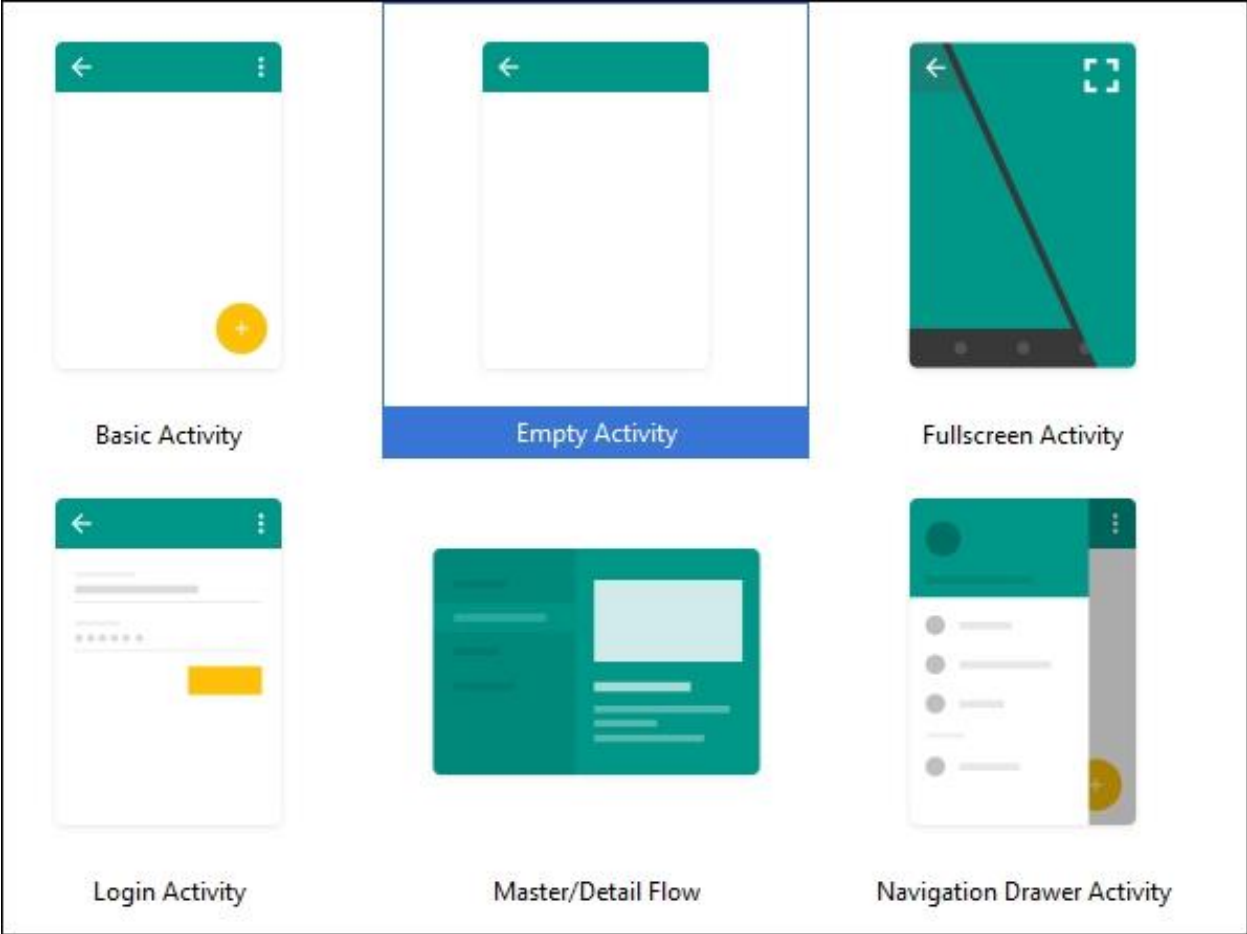 Basic Activity
Empty Activity
Fullscreen Activity
Login Activity
Master/Detail Flow
Navigation Drawer Activity